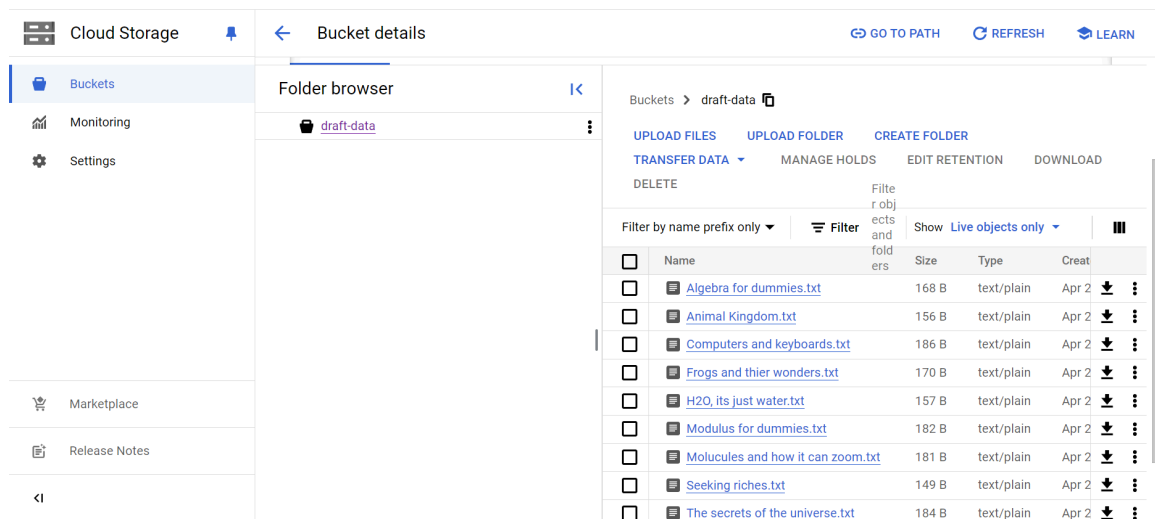 Cloud Storage
Bucket details
GO TO PATH
REFRESH
LEARN
Buckets
Monitoring
Settings
Marketplace
Release Notes
Folder browser
draft-data
Buckets
draft-data
UPLOAD FILES
UPLOAD FOLDER
CREATE FOLDER
TRANSFER DATA
MANAGE HOLDS
EDIT RETENTION
DOWNLOAD
DELETE
Filter by name prefix only
Filter
Filte
r obj
ects
and
fold
ers
Show Live objects only
Name Size Type Creat
Algebra for dummies.txt 168 B text/plain Apr 2
Animal Kingdom.txt 156 B text/plain Apr 2
Computers and keyboards.txt 186 B text/plain Apr 2
Frogs and thier wonders.txt 170 B text/plain Apr 2
H2O, its just water.txt 157 B text/plain Apr 2
Modulus for dummies.txt 182 B text/plain Apr 2
Molucules and how it can zoom.txt 181 B text/plain Apr 2
Seeking riches.txt 149 B text/plain Apr 2
The secrets of the universe.txt 184 B text/plain Apr 2